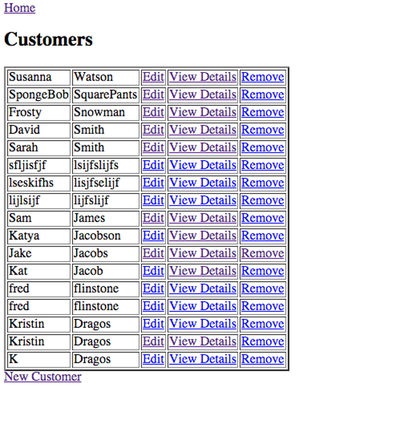 Home
Customers
Susanna Watson Edit View Details Remove
SpongeBob SquarePants Edit View Details Remove
Frosty Snowman Edit View Details Remove
David Smith Edit View Details Remove
Sarah Smith Edit View Details Remove
sfljisfjf lsijfslijfs Edit View Details Remove
lseskifhs lisjfselijf Edit View Details Remove
lijlsijf lijfslijf Edit View Details Remove
Sam James Edit View Details Remove
Katya Jacobson Edit View Details Remove
Jake Jacobs Edit View Details Remove
Kat Jacob Edit View Details Remove
fred flinstone Edit View Details Remove
fred flinstone Edit View Details Remove
Kristin Dragos Edit View Details Remove
Kristin Dragos Edit View Details Remove
K Dragos Edit View Details Remove
New Customer